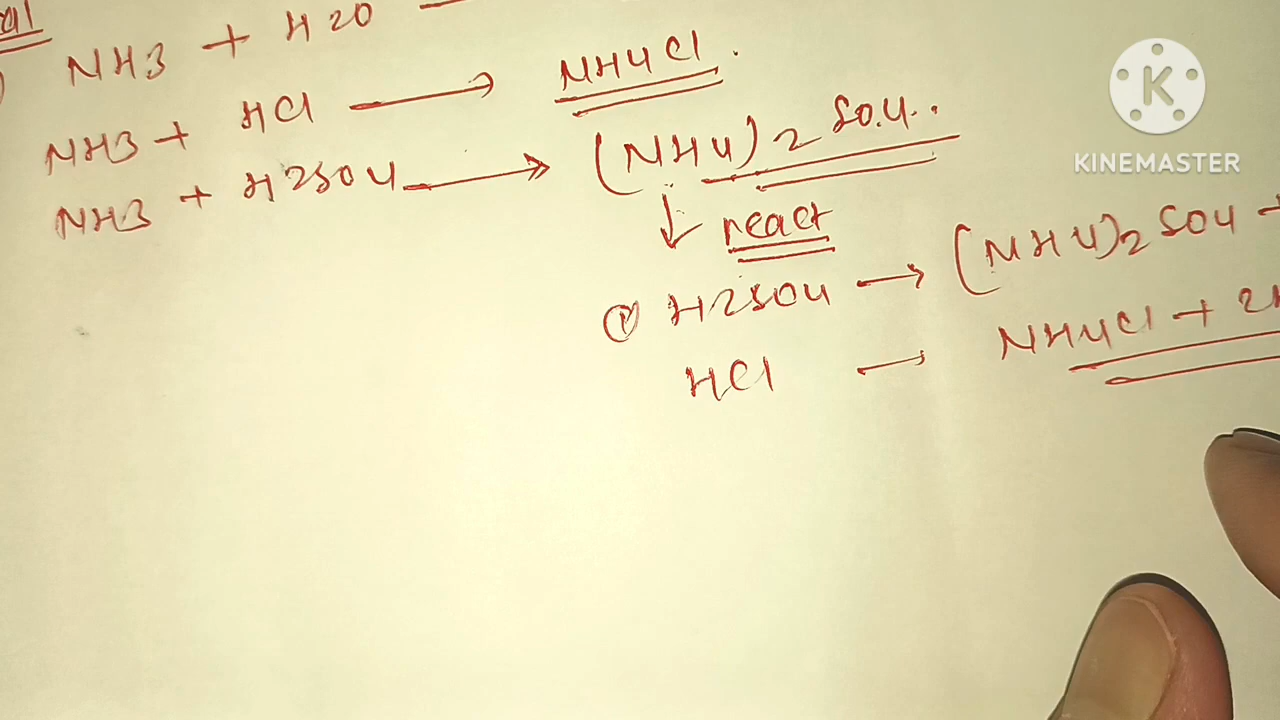 al
NH3 + H2O
NH3 + HCl → NH4Cl.
NH3 + H2SO4 → (NH4)2 SO4.
↓ react
① H2SO4 → (NH4)2 SO4 +
HCl → NH4Cl + 2
K
KINEMASTER